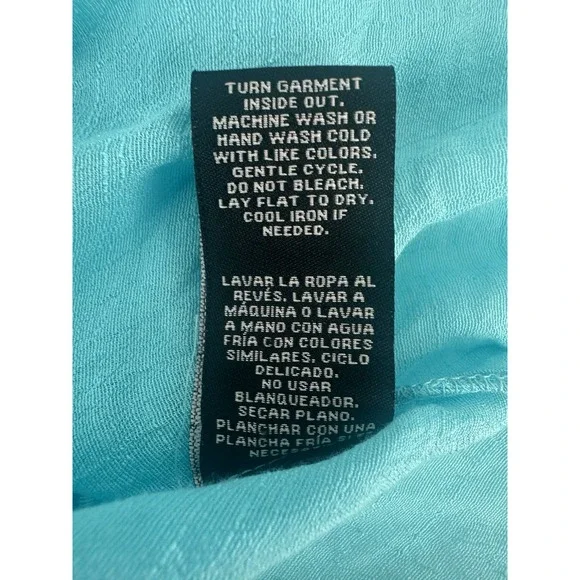 TURN GARMENT
INSIDE OUT.
MACHINE WASH OR
HAND WASH COLD
WITH LIKE COLORS.
GENTLE CYCLE.
DO NOT BLEACH.
LAY FLAT TO DRY.
COOL IRON IF
NEEDED.
LAVAR LA ROPA AL
REVÉS. LAVAR A
MÁQUINA O LAVAR
A MANO CON AGUA
FRÍA CON COLORES
SIMILARES. CICLO
DELICADO.
NO USAR
BLANQUEADOR.
SECAR PLANO.
PLANCHAR CON UNA
PLANCHA FRÍA